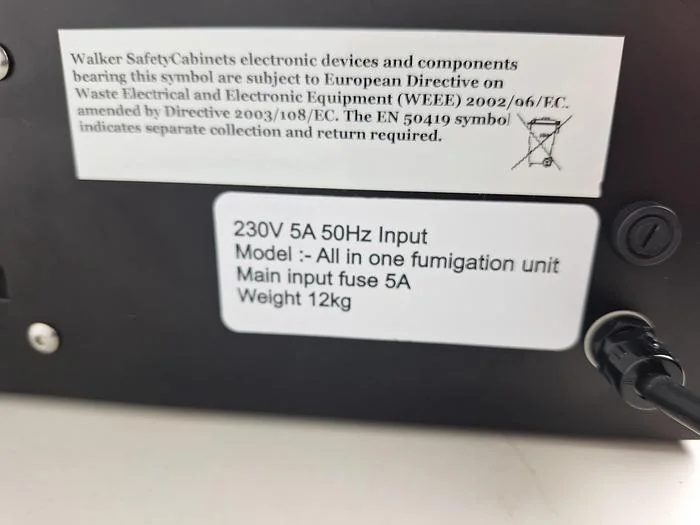 Walker SafetyCabinets electronic devices and components
bearing this symbol are subject to European Directive on
Waste Electrical and Electronic Equipment (WEEE) 2002/96/EC.
amended by Directive 2003/108/EC. The EN 50419 symbol
indicates separate collection and return required.
230V 5A 50Hz Input
Model :- All in one fumigation unit
Main input fuse 5A
Weight 12kg